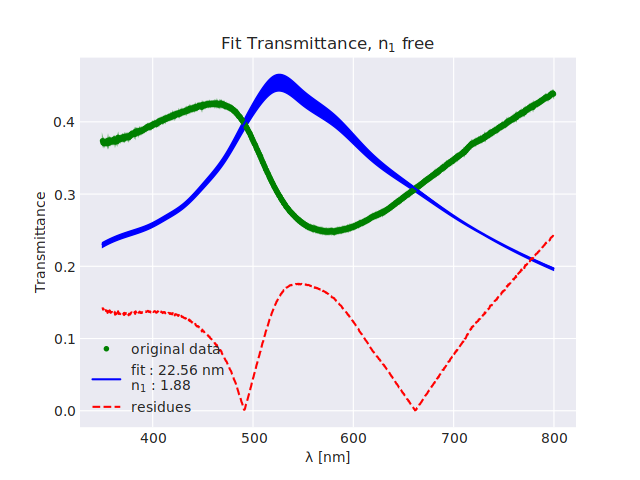 Fit Transmittance, n₁ free
Transmittance
0.4
0.3
0.2
0.1
0.0
original data
fit : 22.56 nm
n₁ : 1.88
residues
400 500 600 700 800
λ [nm]